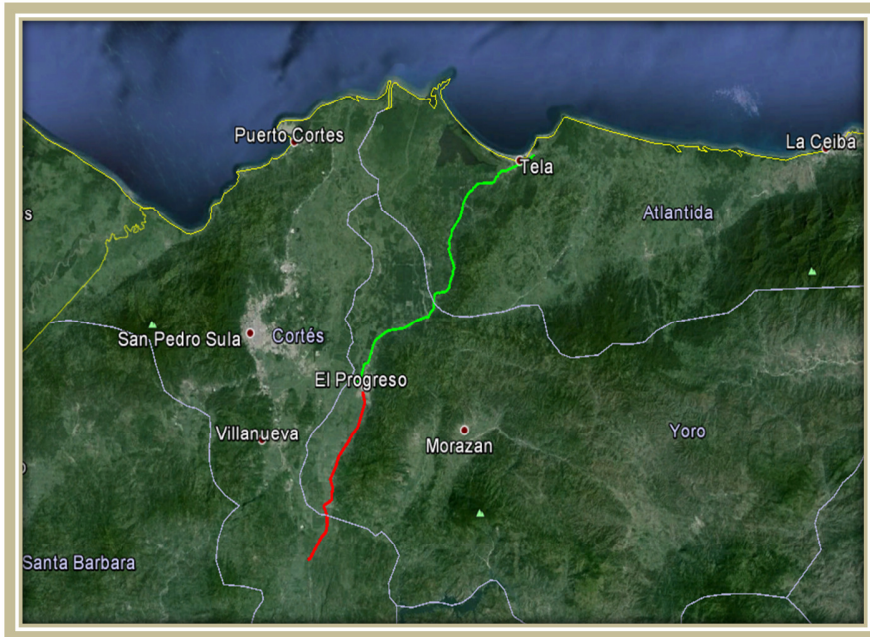 Puerto Cortes
La Ceiba
Tela
Atlantida
San Pedro Sula
Cortés
El Progreso
Villanueva
Morazan
Yoro
Santa Barbara